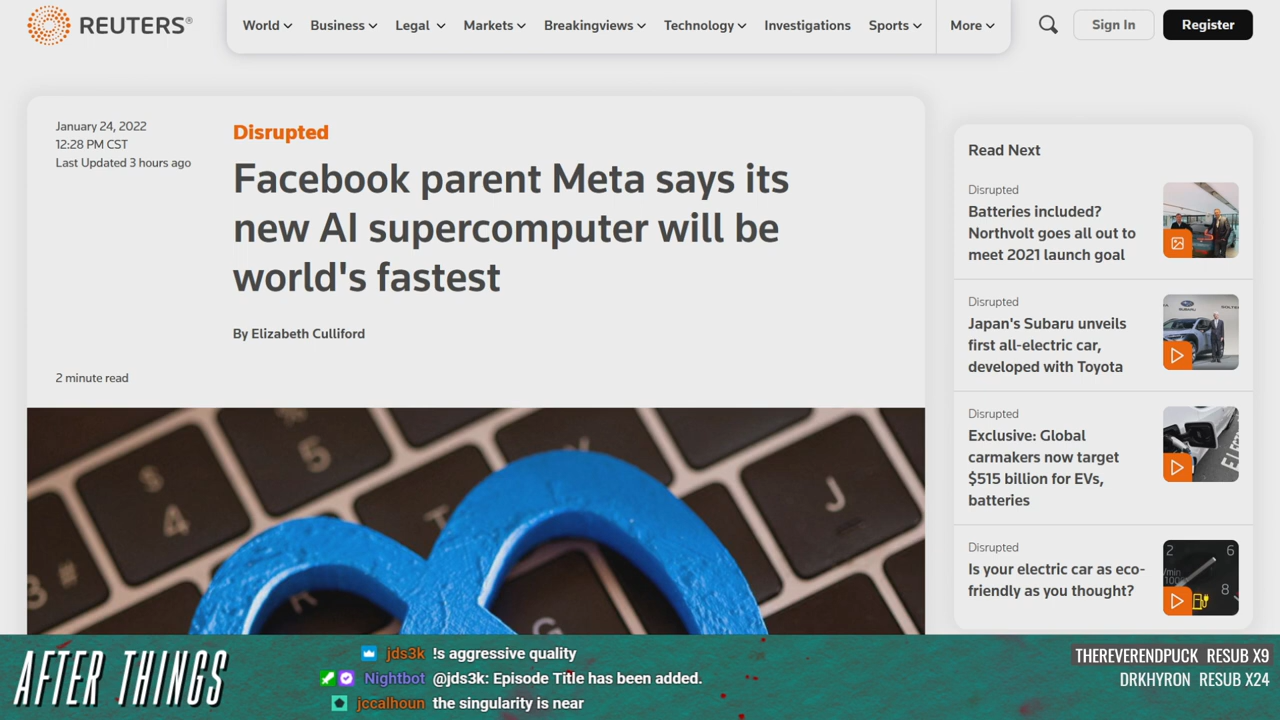 REUTERS®
World
Business
Legal
Markets
Breakingviews
Technology
Investigations
Sports
More
Sign In
Register
January 24, 2022
12:28 PM CST
Last Updated 3 hours ago
Disrupted
Facebook parent Meta says its
new AI supercomputer will be
world's fastest
By Elizabeth Culliford
2 minute read
Read Next
Disrupted
Batteries included?
Northvolt goes all out to
meet 2021 launch goal
Disrupted
Japan's Subaru unveils
first all-electric car,
developed with Toyota
Disrupted
Exclusive: Global
carmakers now target
$515 billion for EVs,
batteries
Disrupted
Is your electric car as eco-
friendly as you thought?
2 6
8
$
4
5
3 #
T
J
R
G
AFTER THINGS
jds3k !s aggressive quality
Nightbot @jds3k: Episode Title has been added.
jccalhoun the singularity is near
THEREVERENDPUCK RESUB X9
DRKHYRON RESUB X24